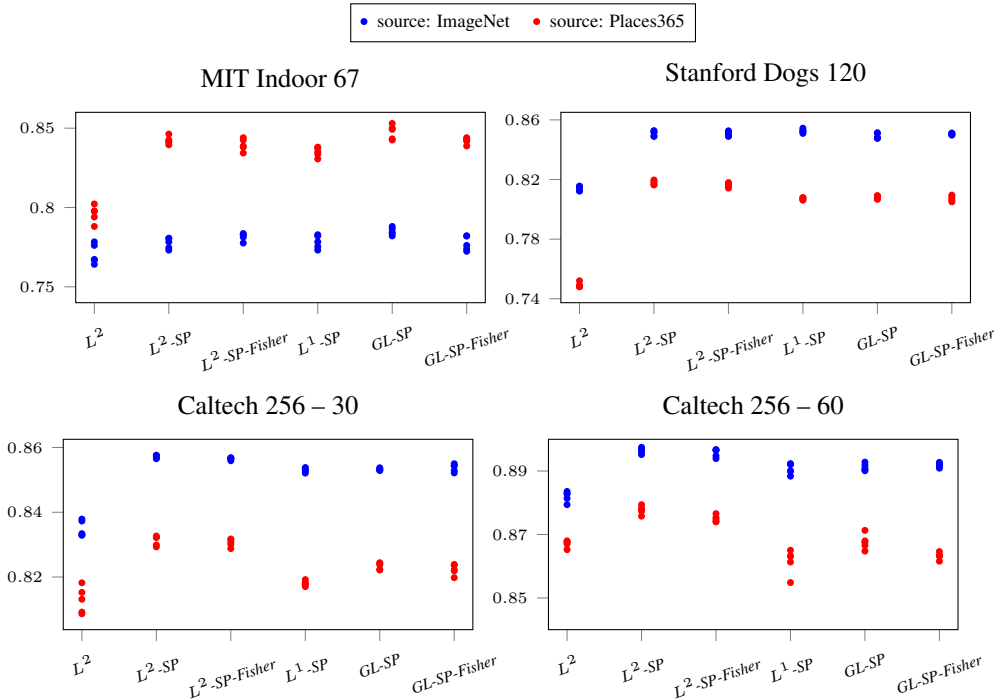 source: ImageNet source: Places365
MIT Indoor 67
0.85
0.8
0.75
L² L²-SP L²-SP-Fisher L¹-SP GL-SP GL-SP-Fisher
Stanford Dogs 120
0.86
0.82
0.78
0.74
L² L²-SP L²-SP-Fisher L¹-SP GL-SP GL-SP-Fisher
Caltech 256 – 30
0.86
0.84
0.82
L² L²-SP L²-SP-Fisher L¹-SP GL-SP GL-SP-Fisher
Caltech 256 – 60
0.89
0.87
0.85
L² L²-SP L²-SP-Fisher L¹-SP GL-SP GL-SP-Fisher